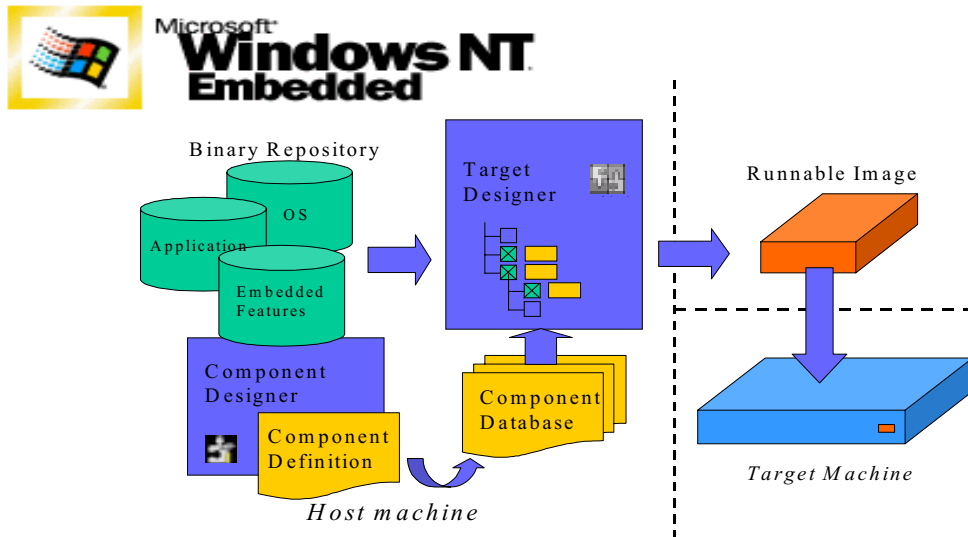 Microsoft
Windows NT
Embedded
Binary Repository
OS
Application
Embedded
Features
Target
Designer
Runnable Image
Component
Designer
Component
Definition
Component
Database
Host machine
Target Machine